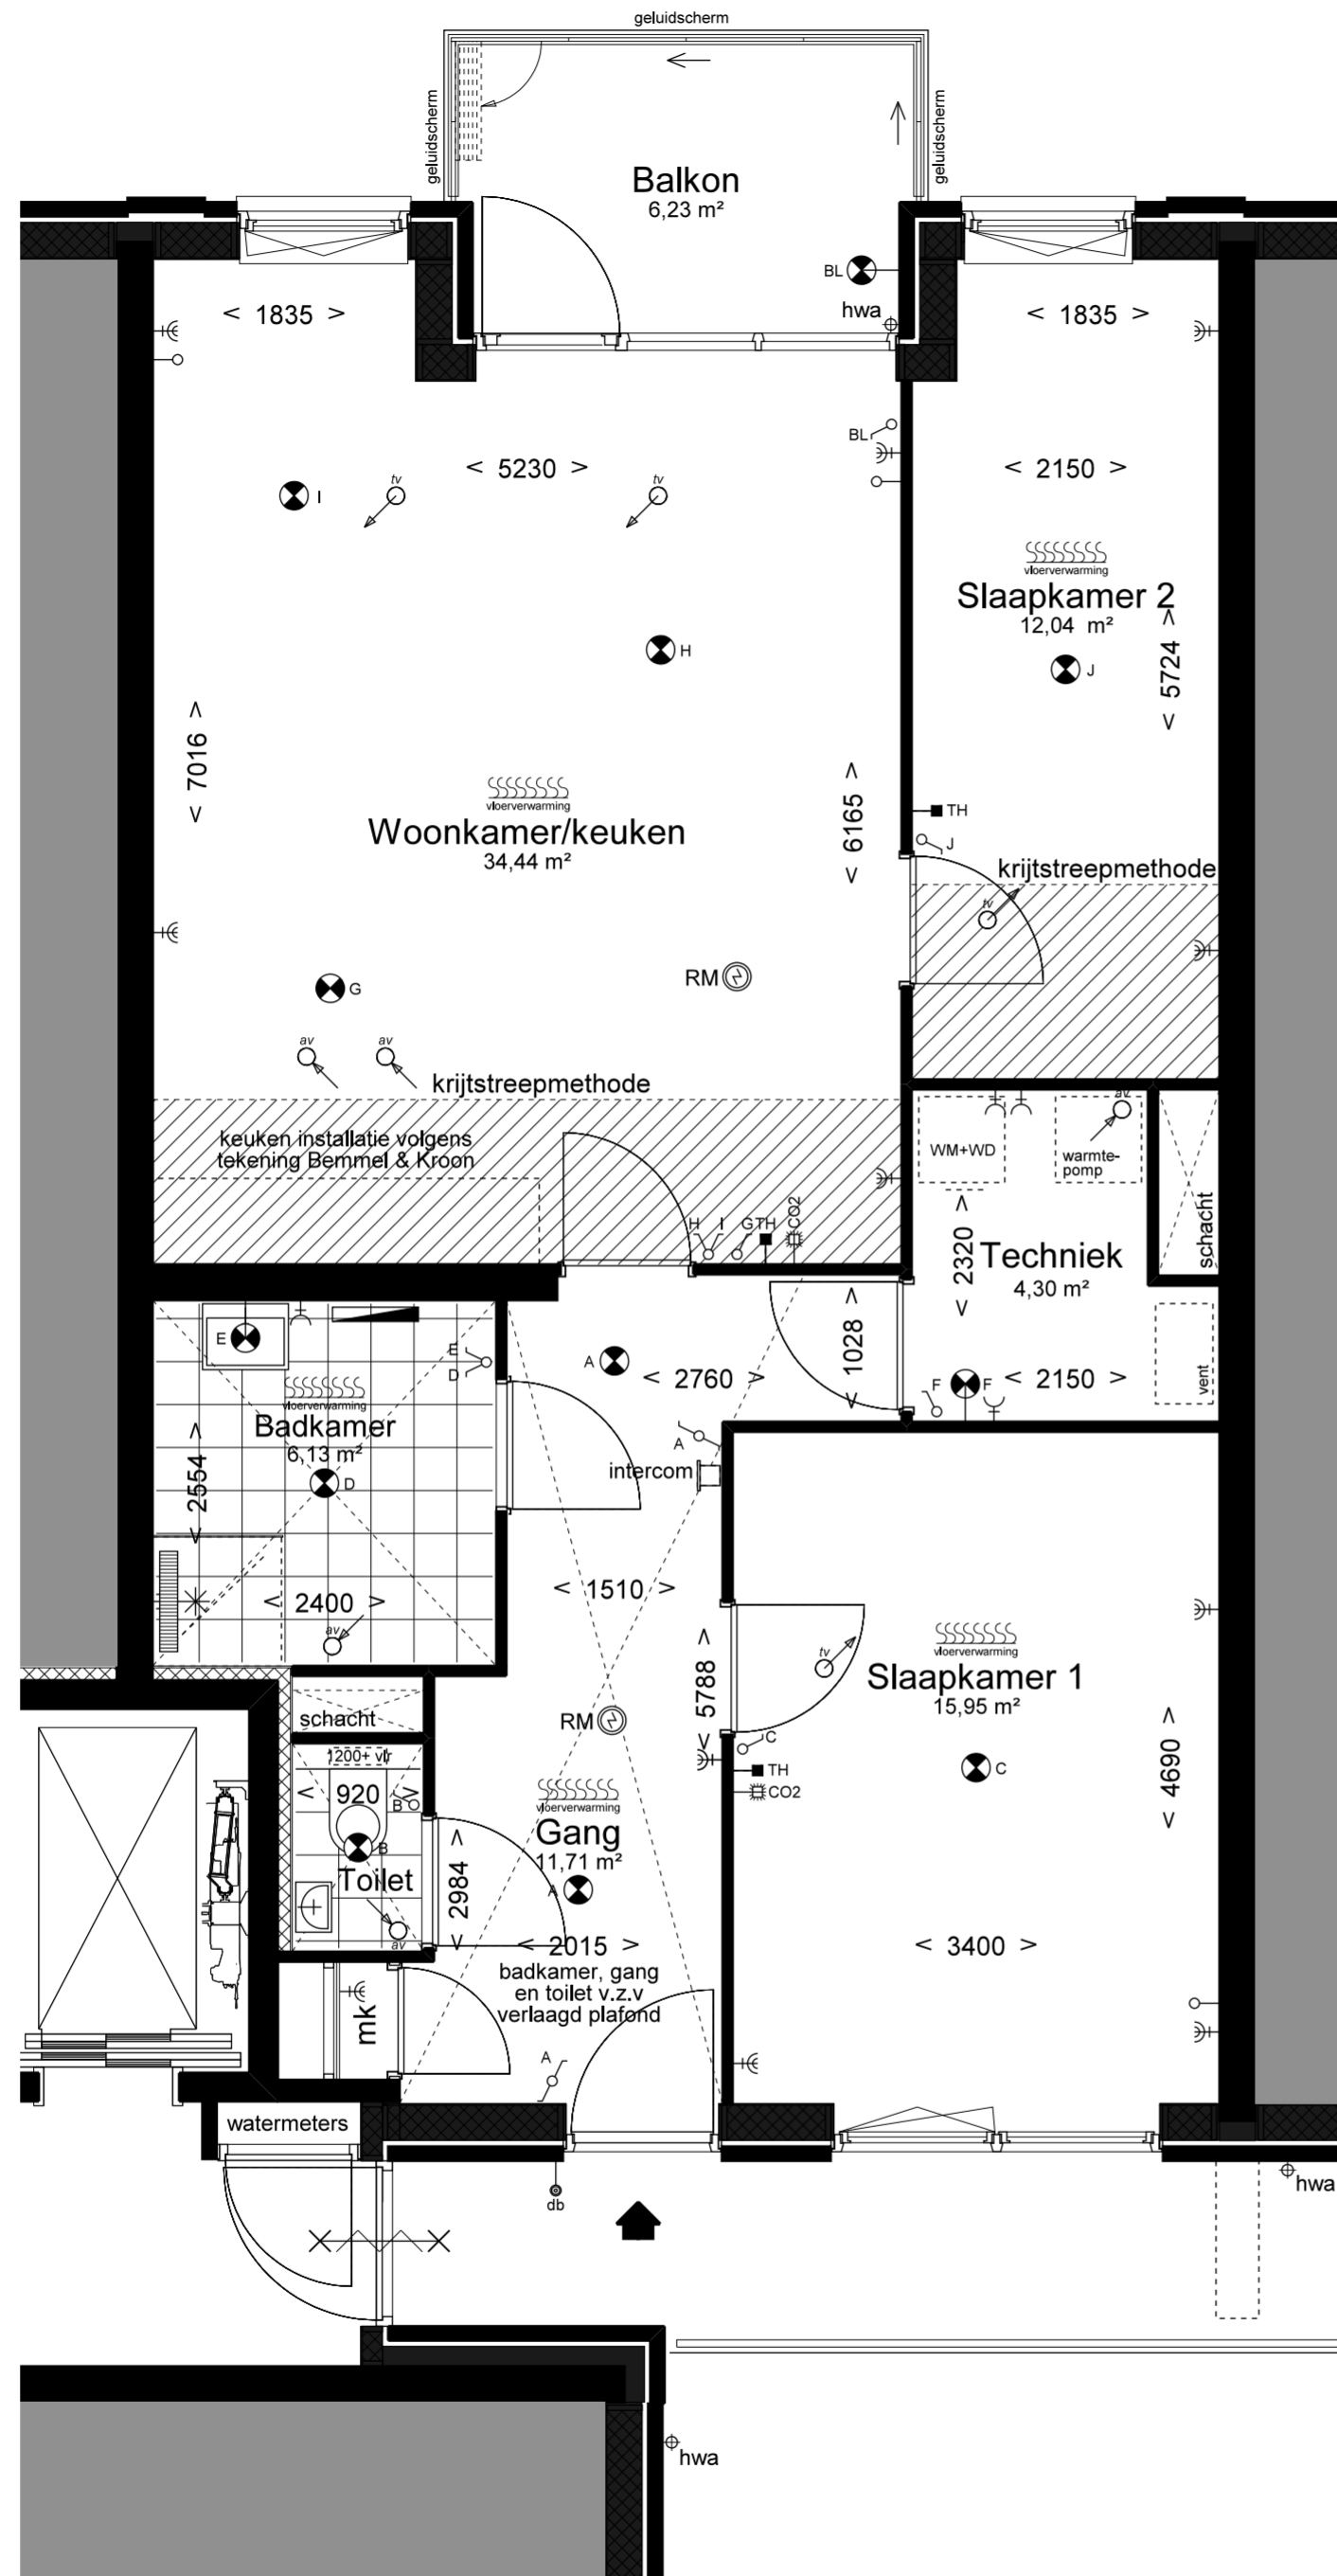 geluidscherm
geluidscherm
geluidscherm
Balkon
6,23 m²
BL
hwa
< 1835 >
< 1835 >
BL
< 5230 >
< 2150 >
I
tv
tv
vloerverwarming
Slaapkamer 2
12,04 m²
H
J
< 5724 >
< 7016 >
vloerverwarming
Woonkamer/keuken
34,44 m²
< 6165 >
TH
J
krijtstreepmethode
tv
RM
G
av
av
krijtstreepmethode
keuken installatie volgens
tekening Bemmel & Kroon
H
I
G
TH
CO2
WM+WD
av
warmte-
pomp
schacht
< 2320 >
Techniek
4,30 m²
E
E
D
A
< 2760 >
< 1028 >
F
F
< 2150 >
vent
vloerverwarming
Badkamer
6,13 m²
D
< 2554 >
A
intercom
< 2400 >
av
< 1510 >
< 5788 >
tv
vloerverwarming
Slaapkamer 1
15,95 m²
schacht
RM
C
TH
CO2
C
< 4690 >
1200+ vlr
< 920 >
B
B
Toilet
av
vloerverwarming
Gang
11,71 m²
A
< 2984 >
< 2015 >
badkamer, gang
en toilet v.z.v
verlaagd plafond
< 3400 >
mk
A
watermeters
db
hwa
hwa